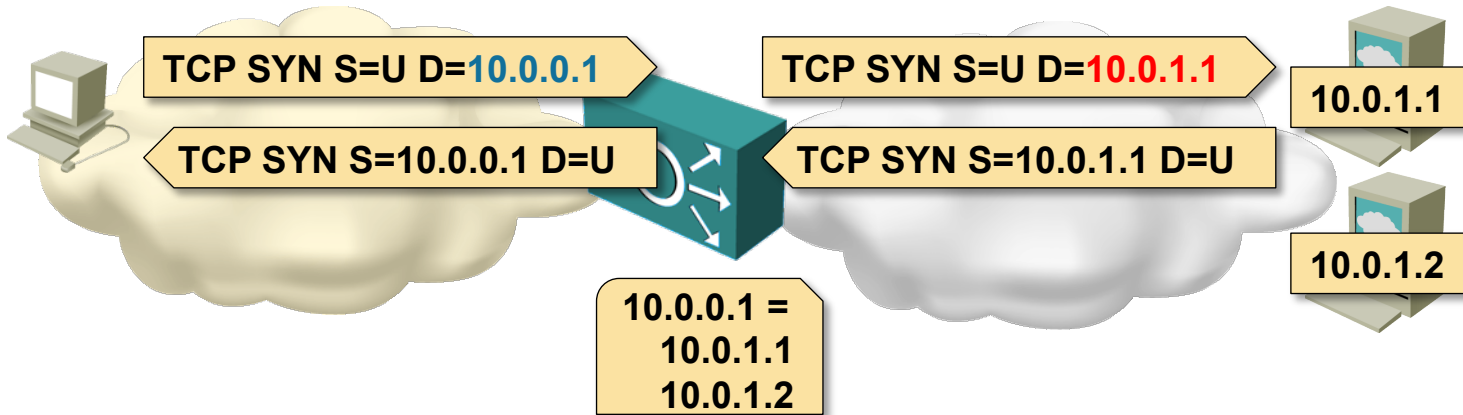 TCP SYN S=U D=10.0.0.1
TCP SYN S=U D=10.0.1.1
10.0.1.1
TCP SYN S=10.0.0.1 D=U
TCP SYN S=10.0.1.1 D=U
10.0.1.2
10.0.0.1 =
10.0.1.1
10.0.1.2